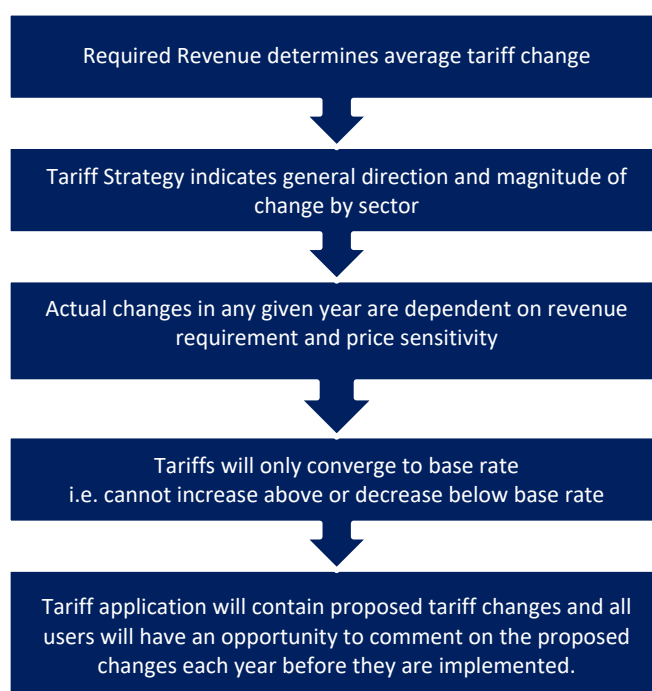 Required Revenue determines average tariff change
Tariff Strategy indicates general direction and magnitude of
change by sector
Actual changes in any given year are dependent on revenue
requirement and price sensitivity
Tariffs will only converge to base rate
i.e. cannot increase above or decrease below base rate
Tariff application will contain proposed tariff changes and all
users will have an opportunity to comment on the proposed
changes each year before they are implemented.